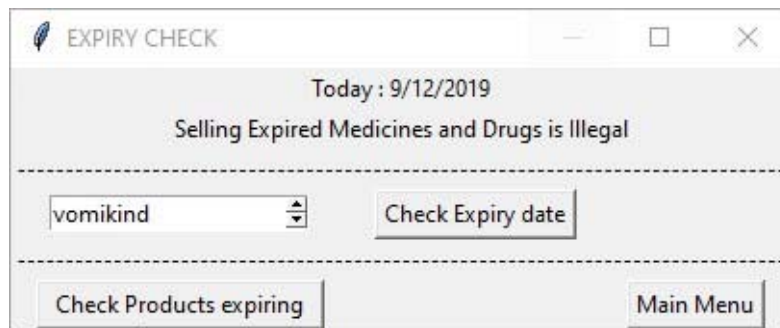 EXPIRY CHECK
Today : 9/12/2019
Selling Expired Medicines and Drugs is Illegal
vomikind
Check Expiry date
Check Products expiring
Main Menu